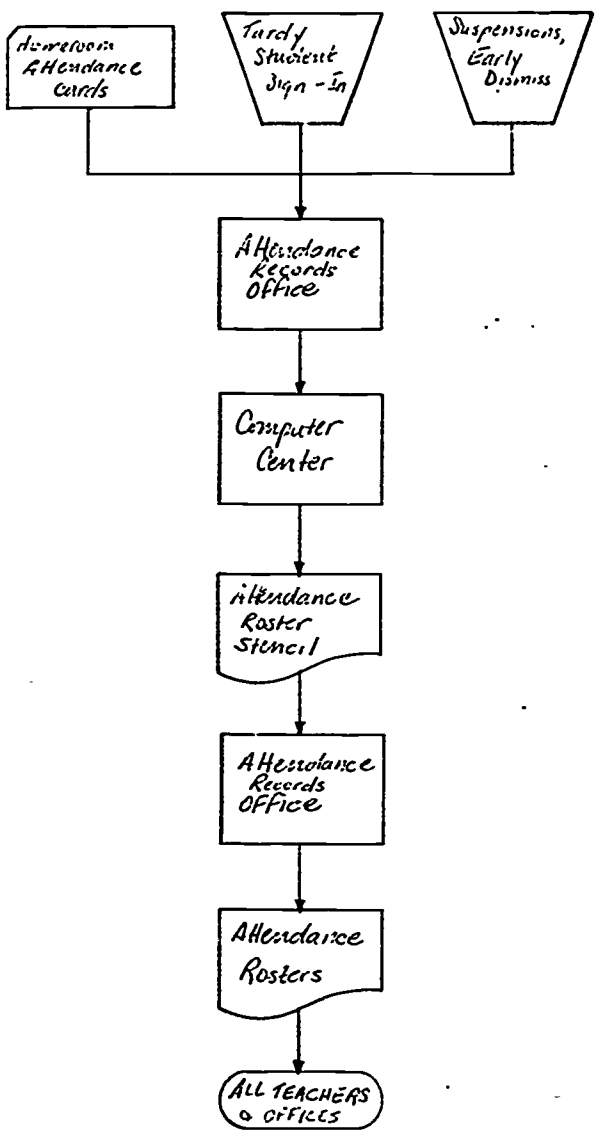 Homeroom
Attendance
Cards
Tardy
Student
Sign-In
Suspensions,
Early
Dismiss
Attendance
Records
Office
Computer
Center
Attendance
Roster
Stencil
Attendance
Records
Office
Attendance
Rosters
ALL TEACHERS
& OFFICES